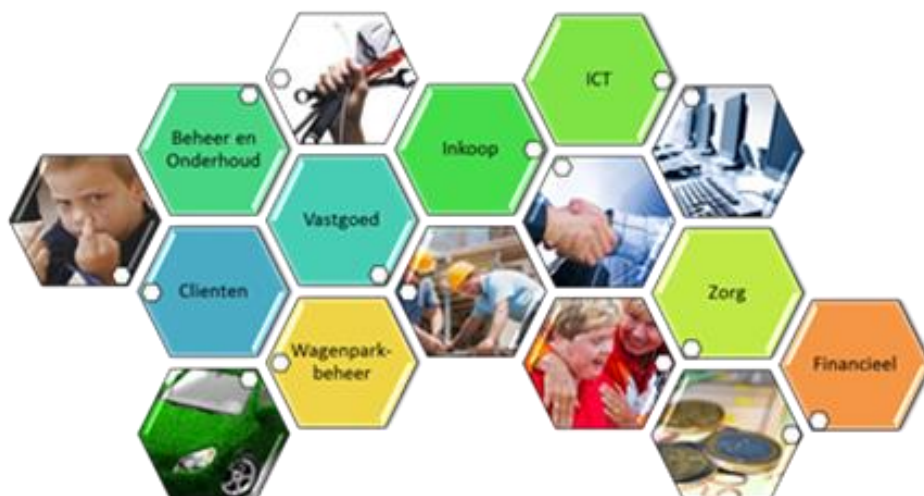 ICT
Beheer en
Onderhoud
Inkoop
Vastgoed
Clienten
Zorg
Wagenpark-
beheer
Financieel